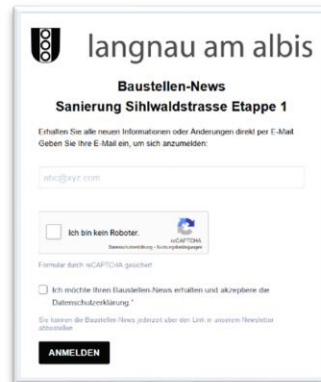 langnau am albis
Baustellen-News
Sanierung Sihlwaldstrasse Etappe 1
Erhalten Sie alle neuen Informationen oder Änderungen direkt per E-Mail
Geben Sie Ihre E-Mail ein, um sich anzumelden:
abc@xyz.com
Ich bin kein Roboter.
reCAPTCHA
Datenschutzerklärung - Nutzungsbedingungen
Formular durch reCAPTCHA gesichert
Ich möchte Ihren Baustellen-News erhalten und akzeptiere die
Datenschutzerklärung.*
Sie können die Baustellen-News jederzeit über den Link in unserem Newsletter
abbestellen
ANMELDEN